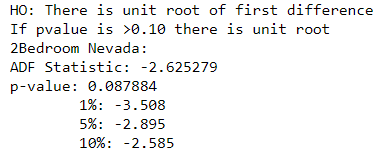 HO: There is unit root of first difference
If pvalue is >0.10 there is unit root
2Bedroom Nevada:
ADF Statistic: -2.625279
p-value: 0.087884
1%: -3.508
5%: -2.895
10%: -2.585